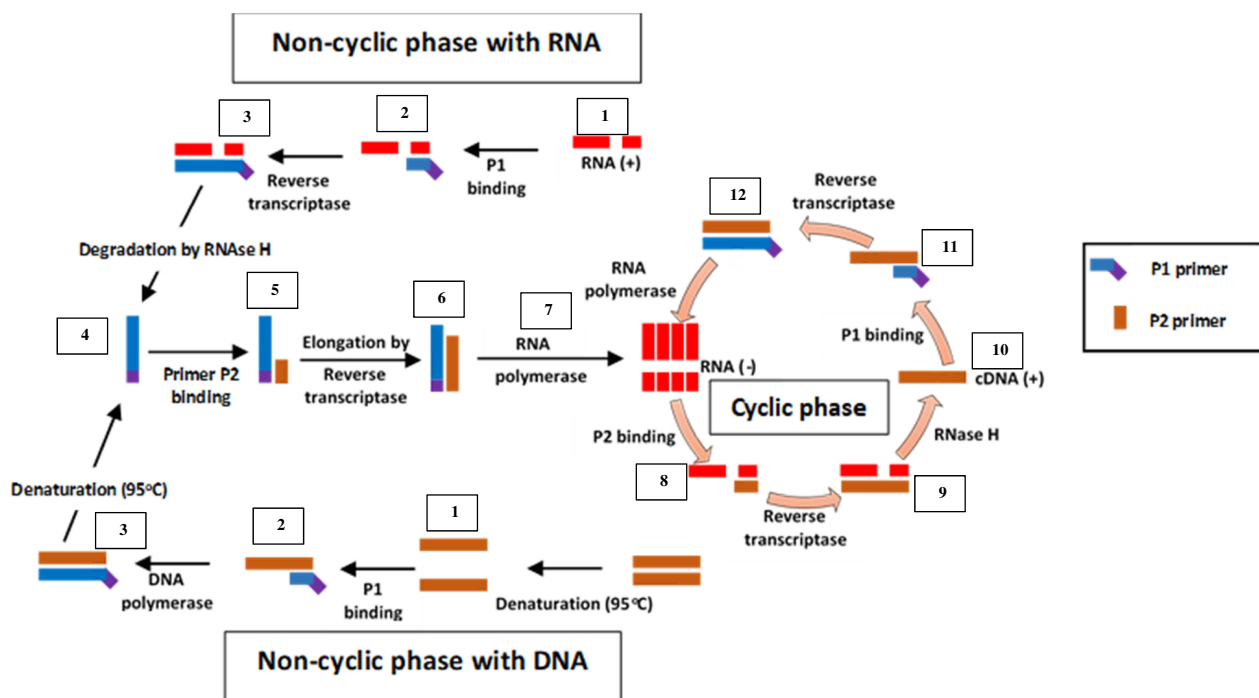 Non-cyclic phase with RNA
3
2
1
RNA (+)
P1
binding
Reverse
transcriptase
Degradation by RNAse H
4
5
6
7
Primer P2
binding
Elongation by
Reverse
transcriptase
RNA
polymerase
12
Reverse
transcriptase
11
RNA
polymerase
P1 binding
10
cDNA (+)
RNA (-)
Cyclic phase
P2 binding
RNase H
8
9
Reverse
transcriptase
P1 primer
P2 primer
Denaturation (95°C)
3
2
1
DNA
polymerase
P1
binding
Denaturation (95°C)
Non-cyclic phase with DNA